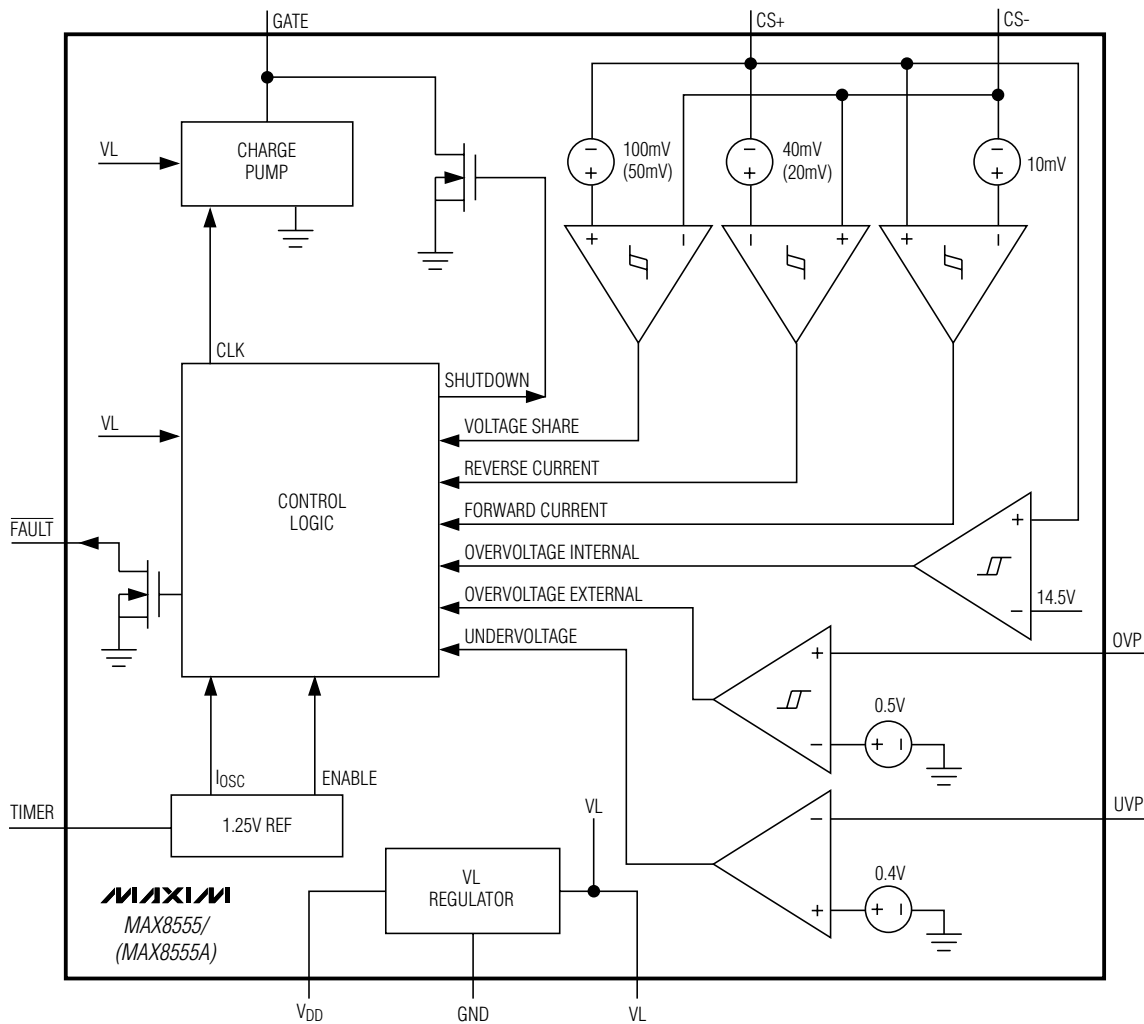 GATE
CS+
CS-
VL
CHARGE
PUMP
−
+
100mV
(50mV)
−
+
40mV
(20mV)
−
+
10mV
+
−
−
+
+
−
CLK
SHUTDOWN
VL
VOLTAGE SHARE
REVERSE CURRENT
CONTROL
LOGIC
FORWARD CURRENT
FAULT
OVERVOLTAGE INTERNAL
+
−
14.5V
OVERVOLTAGE EXTERNAL
UNDERVOLTAGE
+
OVP
0.5V
−
+ −
IOSC
ENABLE
TIMER
1.25V REF
VL
−
UVP
VL
REGULATOR
0.4V
+
+ −
MAXIM
MAX8555/
(MAX8555A)
VDD
GND
VL